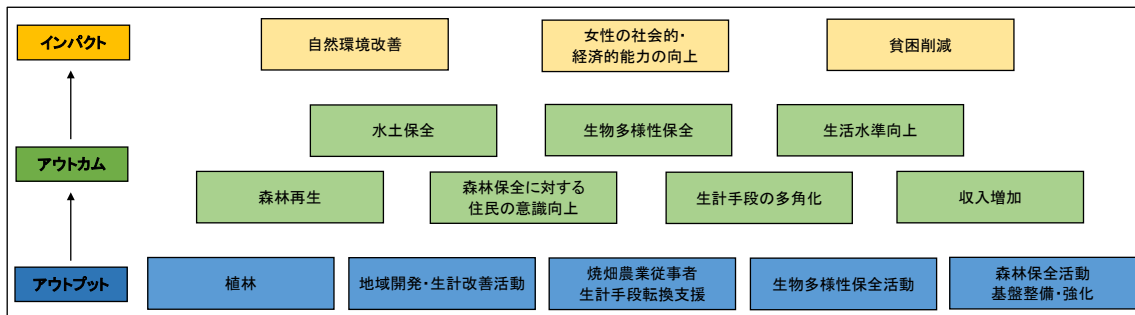 インパクト
自然環境改善
女性の社会的・
経済的能力の向上
貧困削減
水土保全
生物多様性保全
生活水準向上
アウトカム
森林再生
森林保全に対する
住民の意識向上
生計手段の多角化
収入増加
アウトプット
植林
地域開発・生計改善活動
焼畑農業従事者
生計手段転換支援
生物多様性保全活動
森林保全活動
基盤整備・強化